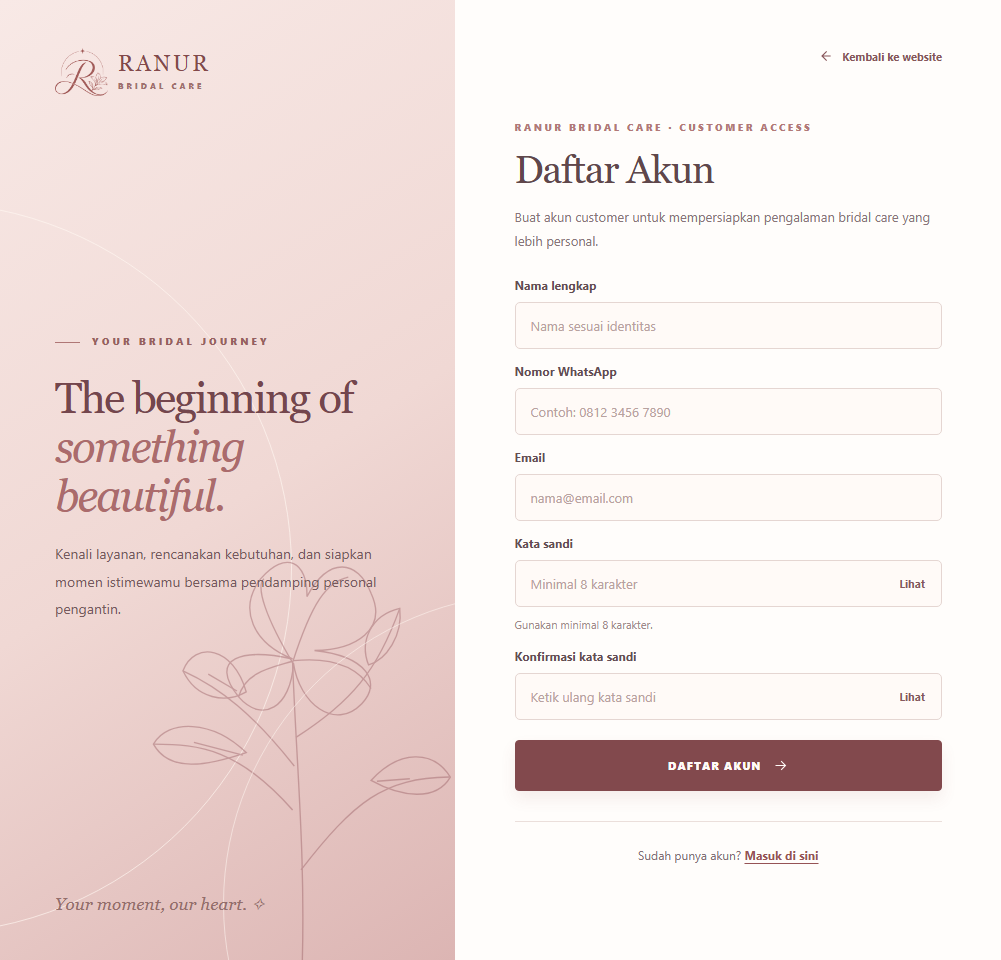 RANUR
BRIDAL CARE
YOUR BRIDAL JOURNEY
The beginning of
something
beautiful.
Kenali layanan, rencanakan kebutuhan, dan siapkan
momen istimewamu bersama pendamping personal
pengantin.
Your moment, our heart. ✧
← Kembali ke website
RANUR BRIDAL CARE · CUSTOMER ACCESS
Daftar Akun
Buat akun customer untuk mempersiapkan pengalaman bridal care yang
lebih personal.
Nama lengkap
Nama sesuai identitas
Nomor WhatsApp
Contoh: 0812 3456 7890
Email
nama@email.com
Kata sandi
Minimal 8 karakter Lihat
Gunakan minimal 8 karakter.
Konfirmasi kata sandi
Ketik ulang kata sandi Lihat
DAFTAR AKUN →
Sudah punya akun? Masuk di sini